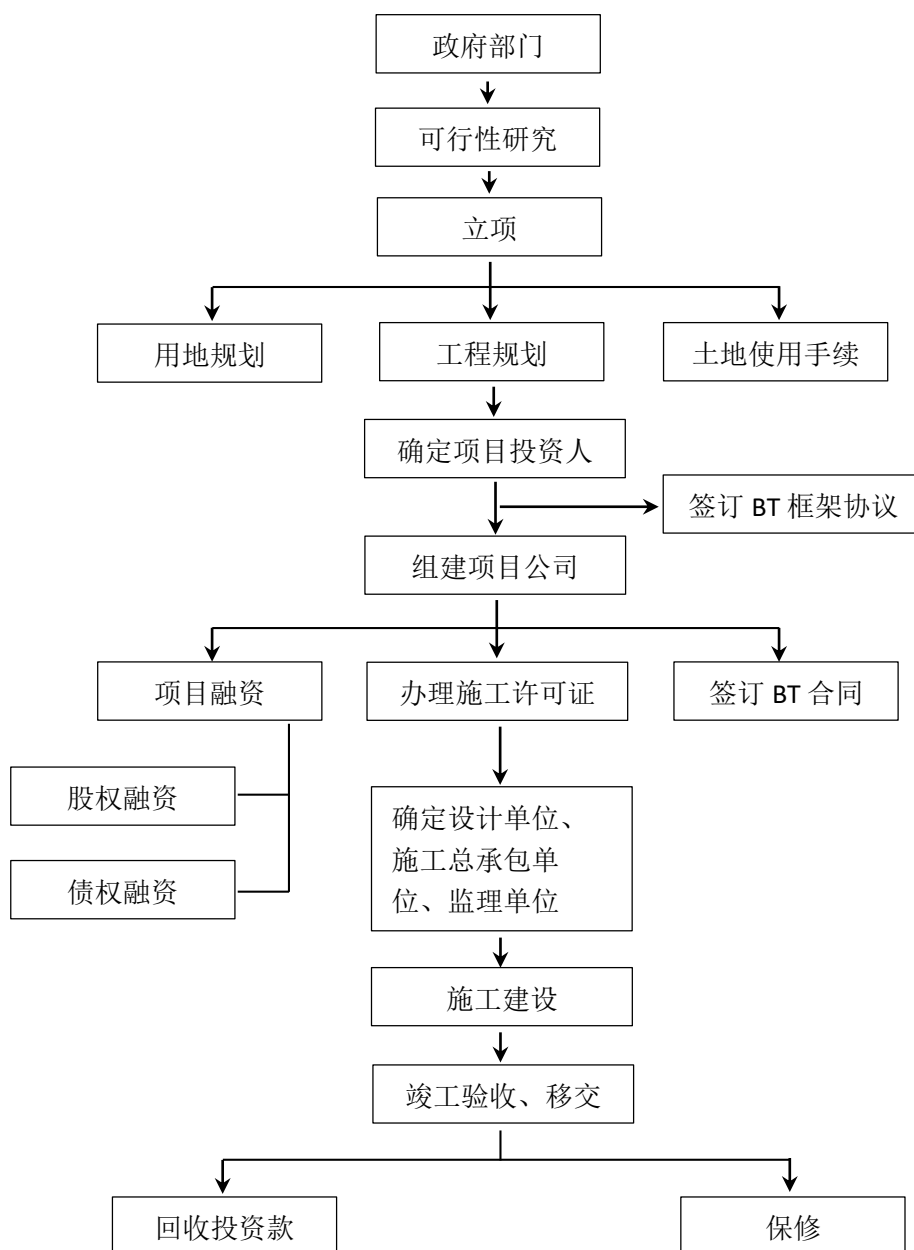 政府部门
可行性研究
立项
用地规划
工程规划
土地使用手续
确定项目投资人
签订 BT 框架协议
组建项目公司
项目融资
办理施工许可证
签订 BT 合同
股权融资
债权融资
确定设计单位、
施工总承包单
位、监理单位
施工建设
竣工验收、移交
回收投资款
保修